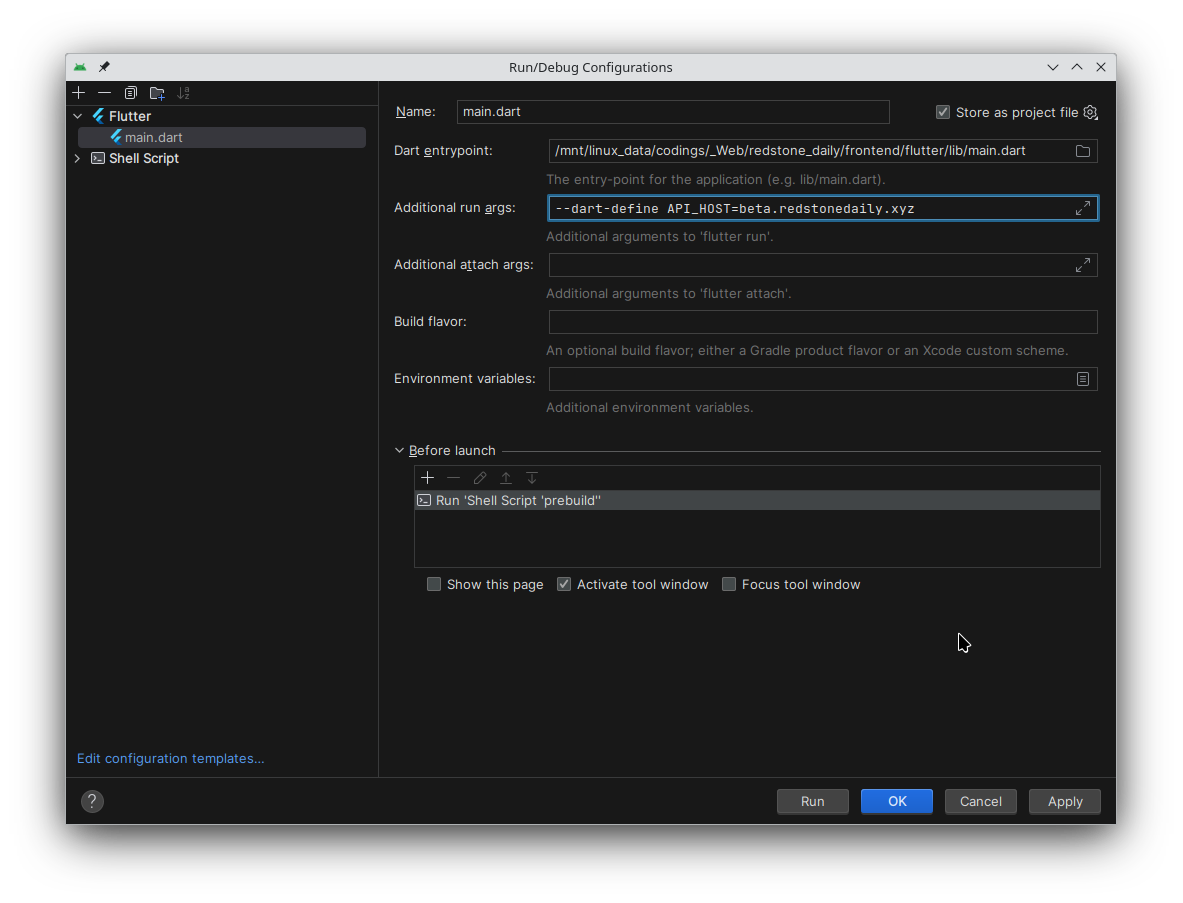 Run/Debug Configurations
Flutter
main.dart
Shell Script
Name: main.dart Store as project file
Dart entrypoint: /mnt/linux_data/codings/_Web/redstone_daily/frontend/flutter/lib/main.dart
The entry-point for the application (e.g. lib/main.dart).
Additional run args: --dart-define API_HOST=beta.redstonedaily.xyz
Additional arguments to 'flutter run'.
Additional attach args:
Additional arguments to 'flutter attach'.
Build flavor:
An optional build flavor; either a Gradle product flavor or an Xcode custom scheme.
Environment variables:
Additional environment variables.
Before launch
Run 'Shell Script 'prebuild''
Show this page Activate tool window Focus tool window
Edit configuration templates...
? Run OK Cancel Apply